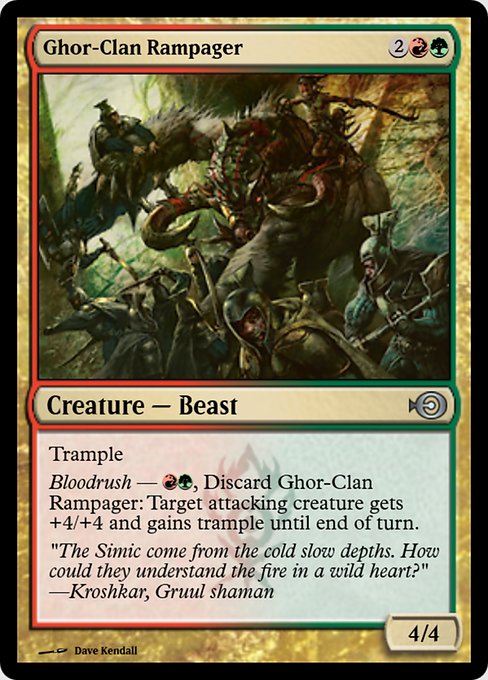 Ghor-Clan Rampager 2
Creature — Beast
Trample
Bloodrush — , Discard Ghor-Clan
Rampager: Target attacking creature gets
+4/+4 and gains trample until end of turn.
"The Simic come from the cold slow depths. How
could they understand the fire in a wild heart?"
—Kroshkar, Gruul shaman
4/4
Dave Kendall